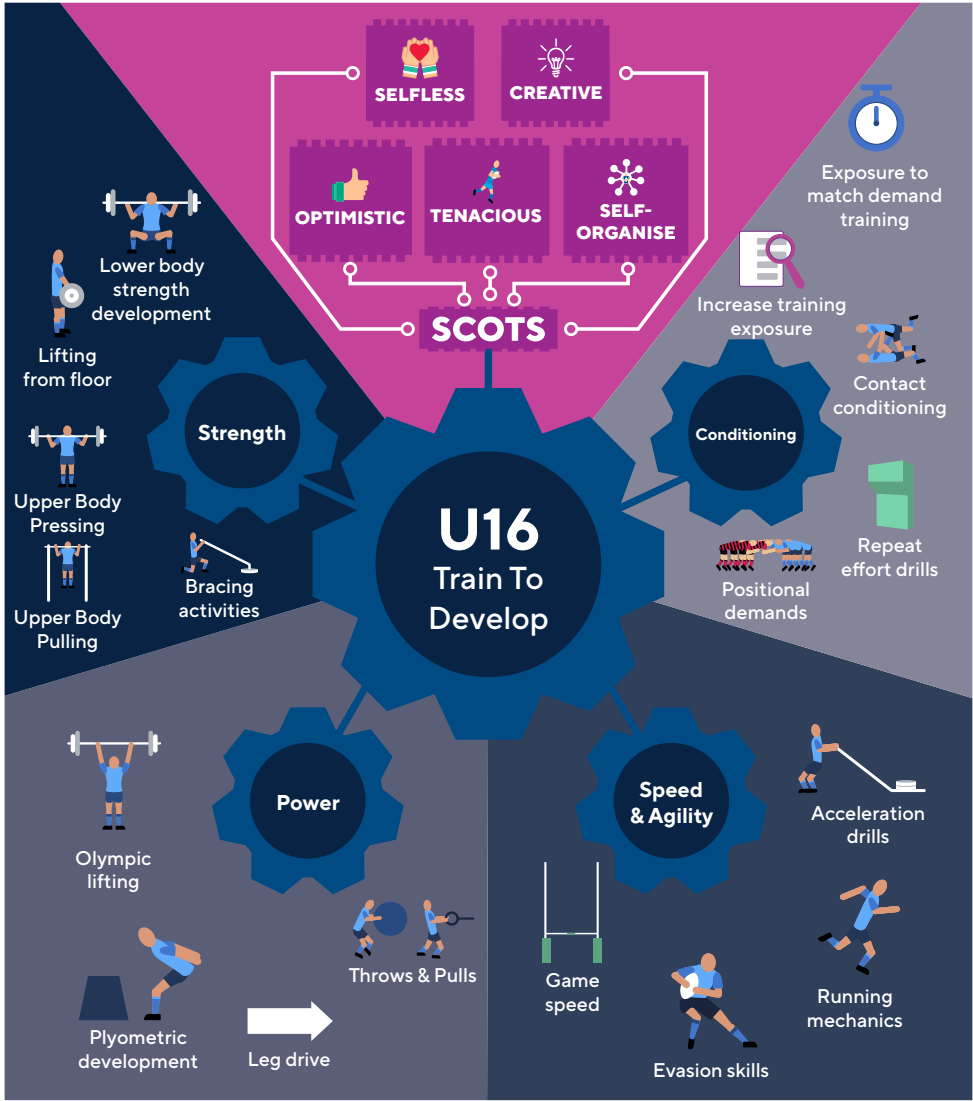 SELFLESS
CREATIVE
OPTIMISTIC
TENACIOUS
SELF-
ORGANISE
SCOTS
U16
Train To
Develop
Strength
Lower body
strength
development
Lifting
from floor
Upper Body
Pressing
Upper Body
Pulling
Bracing
activities
Conditioning
Exposure to
match demand
training
Increase training
exposure
Contact
conditioning
Repeat
effort drills
Positional
demands
Power
Olympic
lifting
Plyometric
development
Leg drive
Throws & Pulls
Speed
& Agility
Acceleration
drills
Running
mechanics
Evasion skills
Game
speed